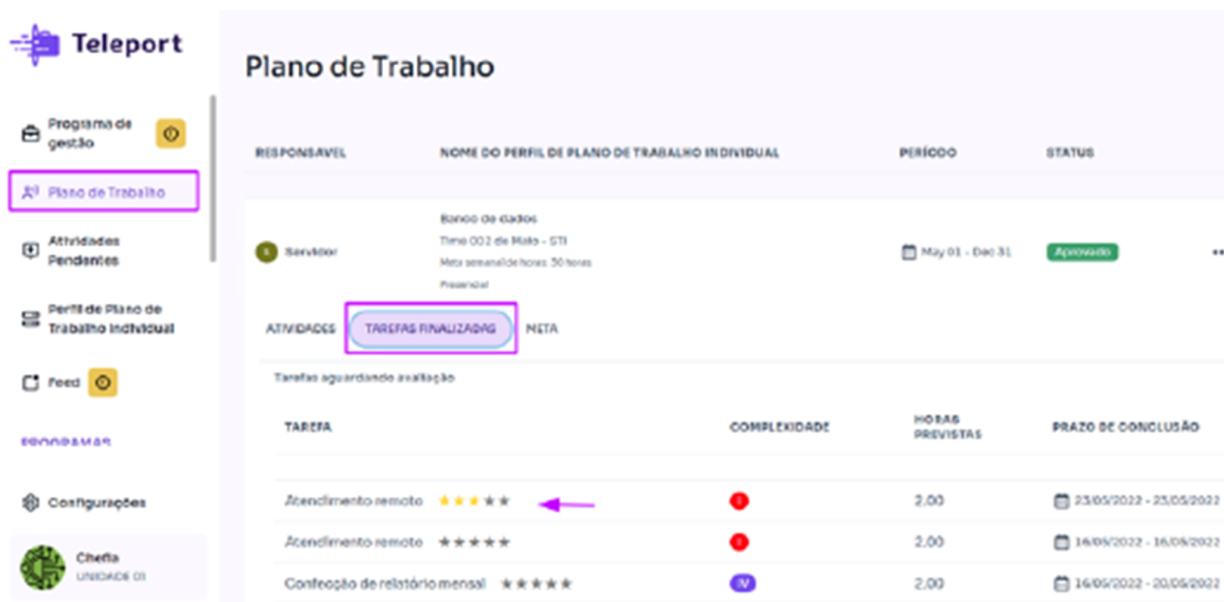 Teleport
Plano de Trabalho
Programa de
gestão
Plano de Trabalho
Atividades
Pendentes
Perfil de Plano de
Trabalho Individual
Feed
PROGRAMAS
Configurações
Chefia
UNIDADE 01
RESPONSAVEL NOME DO PERFIL DE PLANO DE TRABALHO INDIVIDUAL PERÍODO STATUS
Banco de dados
Time 002 de Maio - STI
Servidor May 01 - Dec 31 Aprovado
Meta semanal de horas: 30 horas
Presencial
ATIVIDADES TAREFAS FINALIZADAS META
Tarefas aguardando avaliação
TAREFA COMPLEXIDADE HORAS PREVISTAS PRAZO DE CONCLUSÃO
Atendimento remoto I 2.00 23/05/2022 - 23/05/2022
Atendimento remoto I 2.00 16/05/2022 - 16/05/2022
Confecção de relatório mensal IV 2.00 16/05/2022 - 20/05/2022